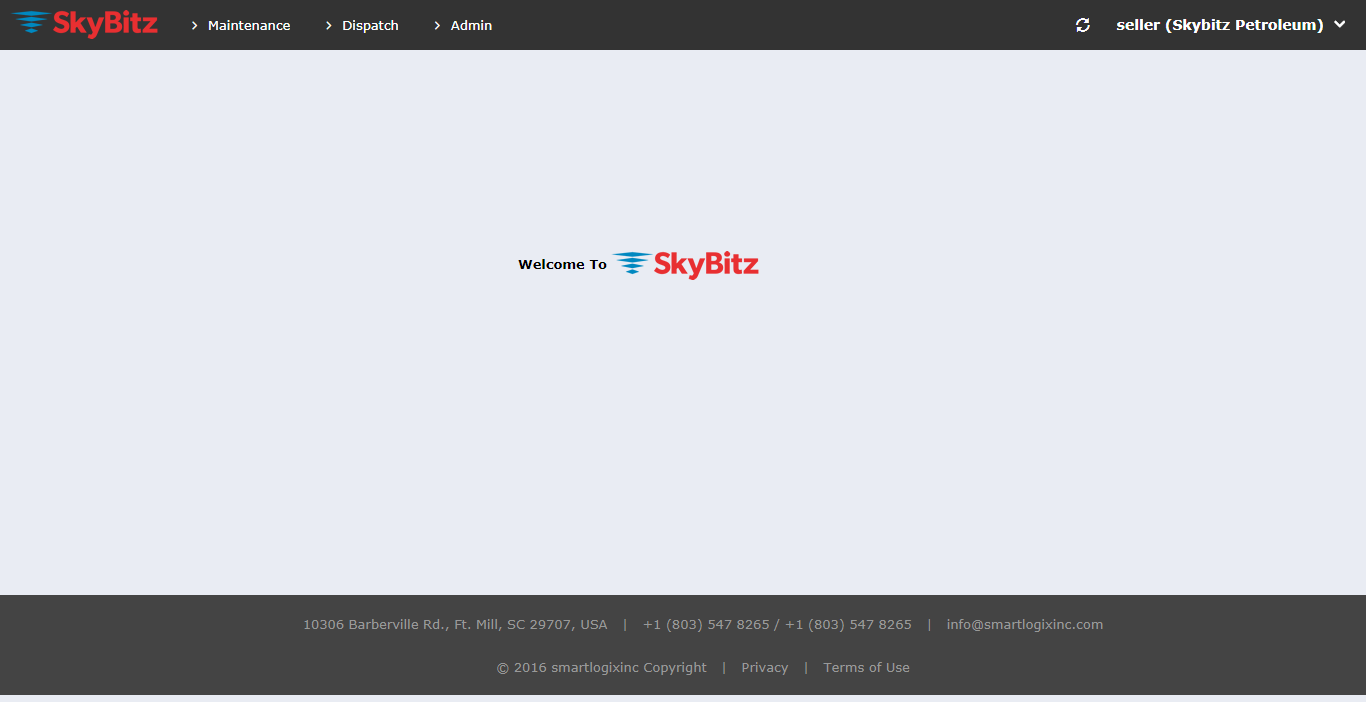 SkyBitz Maintenance Dispatch Admin seller (Skybitz Petroleum)
Welcome To SkyBitz
10306 Barberville Rd., Ft. Mill, SC 29707, USA | +1 (803) 547 8265 / +1 (803) 547 8265 | info@smartlogixinc.com
© 2016 smartlogixinc Copyright | Privacy | Terms of Use